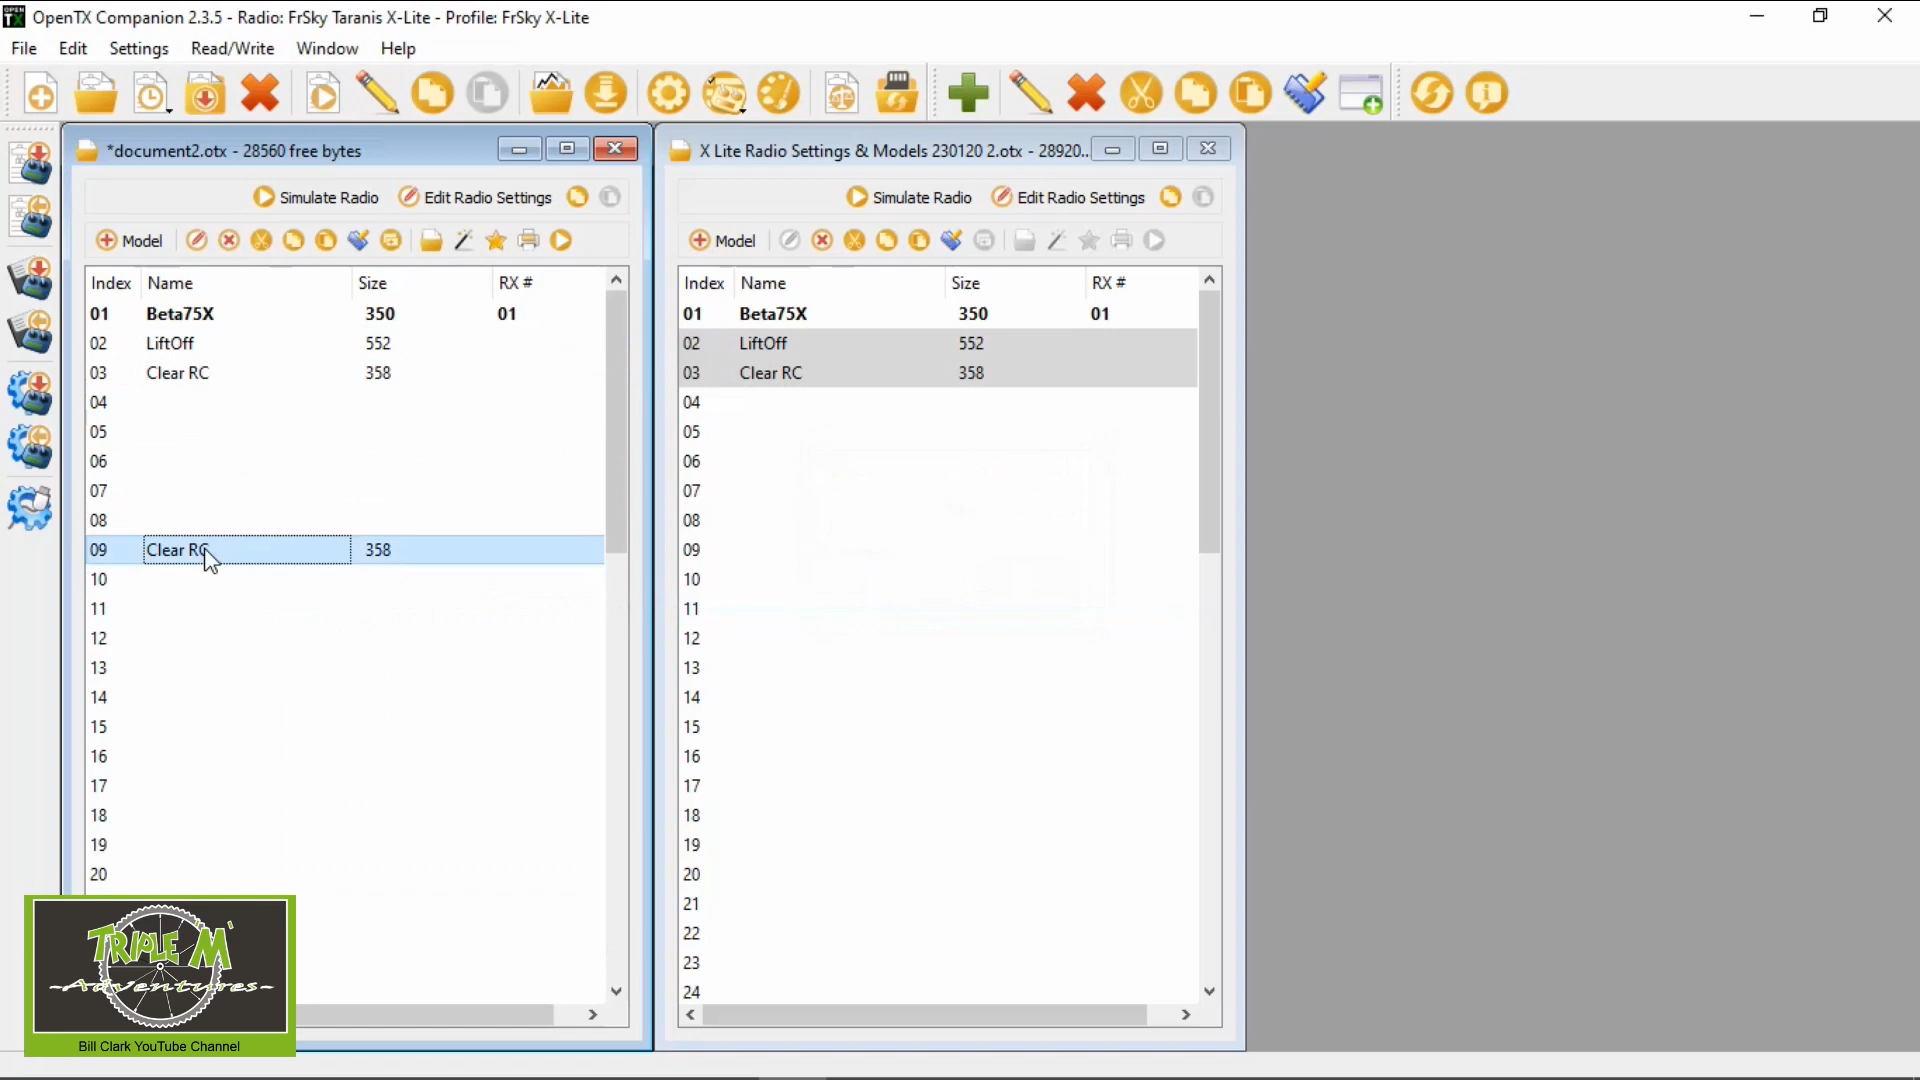 OpenTX Companion 2.3.5 - Radio: FrSky Taranis X-Lite - Profile: FrSky X-Lite
File Edit Settings Read/Write Window Help
*document2.otx - 28560 free bytes
Simulate Radio Edit Radio Settings
Model
Index Name Size RX #
01 Beta75X 350 01
02 LiftOff 552
03 Clear RC 358
04
05
06
07
08
09 Clear RC 358
10
11
12
13
14
15
16
17
18
19
20
X Lite Radio Settings & Models 230120 2.otx - 28920...
Simulate Radio Edit Radio Settings
Model
Index Name Size RX #
01 Beta75X 350 01
02 LiftOff 552
03 Clear RC 358
04
05
06
07
08
09
10
11
12
13
14
15
16
17
18
19
20
21
22
23
24
TRIPLE M
-Adventures-
Bill Clark YouTube Channel